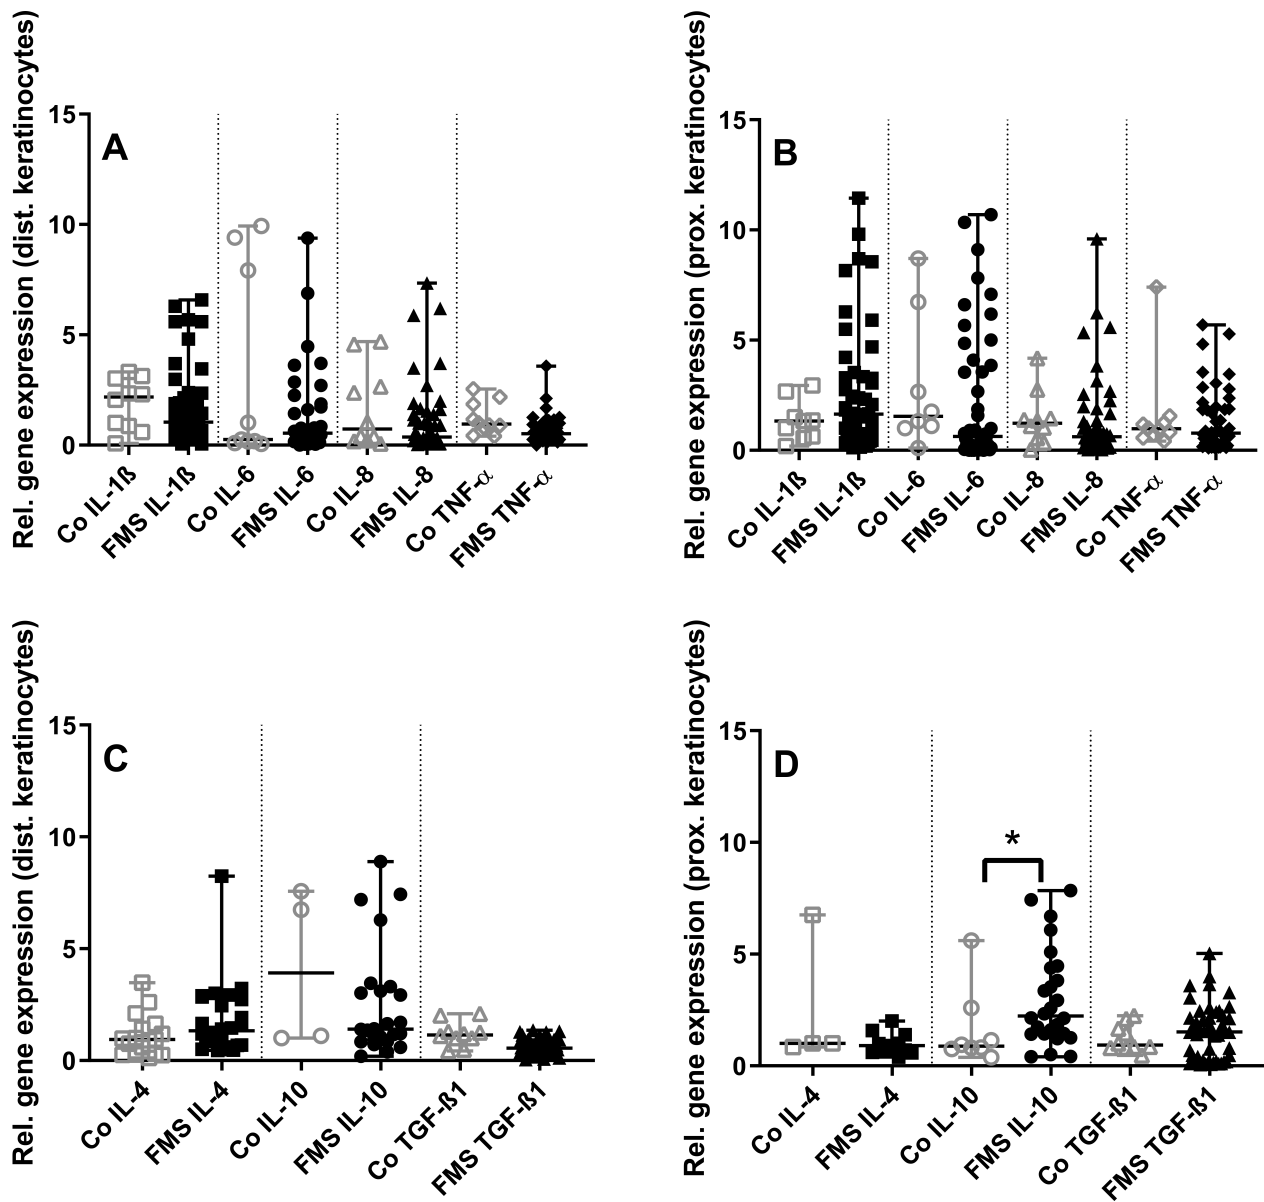 Rel. gene expression (dist. keratinocytes)
15
10
5
0
A
Co IL-1ß
FMS IL-1ß
Co IL-6
FMS IL-6
Co IL-8
FMS IL-8
Co TNF-α
FMS TNF-α
Rel. gene expression (prox. keratinocytes)
15
10
5
0
B
Co IL-1ß
FMS IL-1ß
Co IL-6
FMS IL-6
Co IL-8
FMS IL-8
Co TNF-α
FMS TNF-α
Rel. gene expression (dist. keratinocytes)
15
10
5
0
C
Co IL-4
FMS IL-4
Co IL-10
FMS IL-10
Co TGF-ß1
FMS TGF-ß1
Rel. gene expression (prox. keratinocytes)
15
10
5
0
D
*
Co IL-4
FMS IL-4
Co IL-10
FMS IL-10
Co TGF-ß1
FMS TGF-ß1